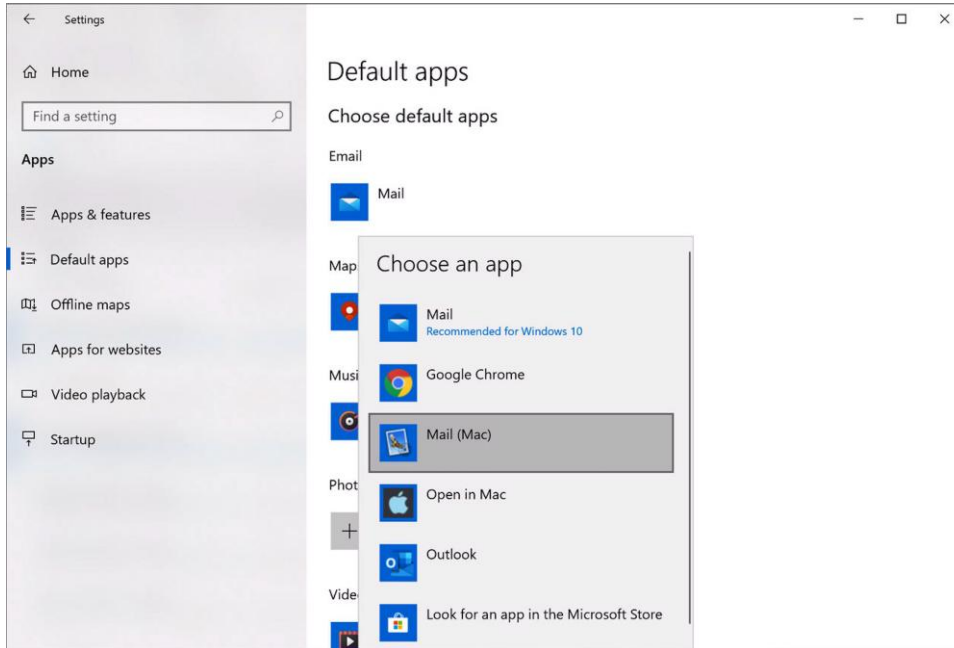 Settings
Home
Find a setting
Apps
Apps & features
Default apps
Offline maps
Apps for websites
Video playback
Startup
Default apps
Choose default apps
Email
Mail
Map
Musi
Phot
Vide
Choose an app
Mail
Recommended for Windows 10
Google Chrome
Mail (Mac)
Open in Mac
Outlook
Look for an app in the Microsoft Store